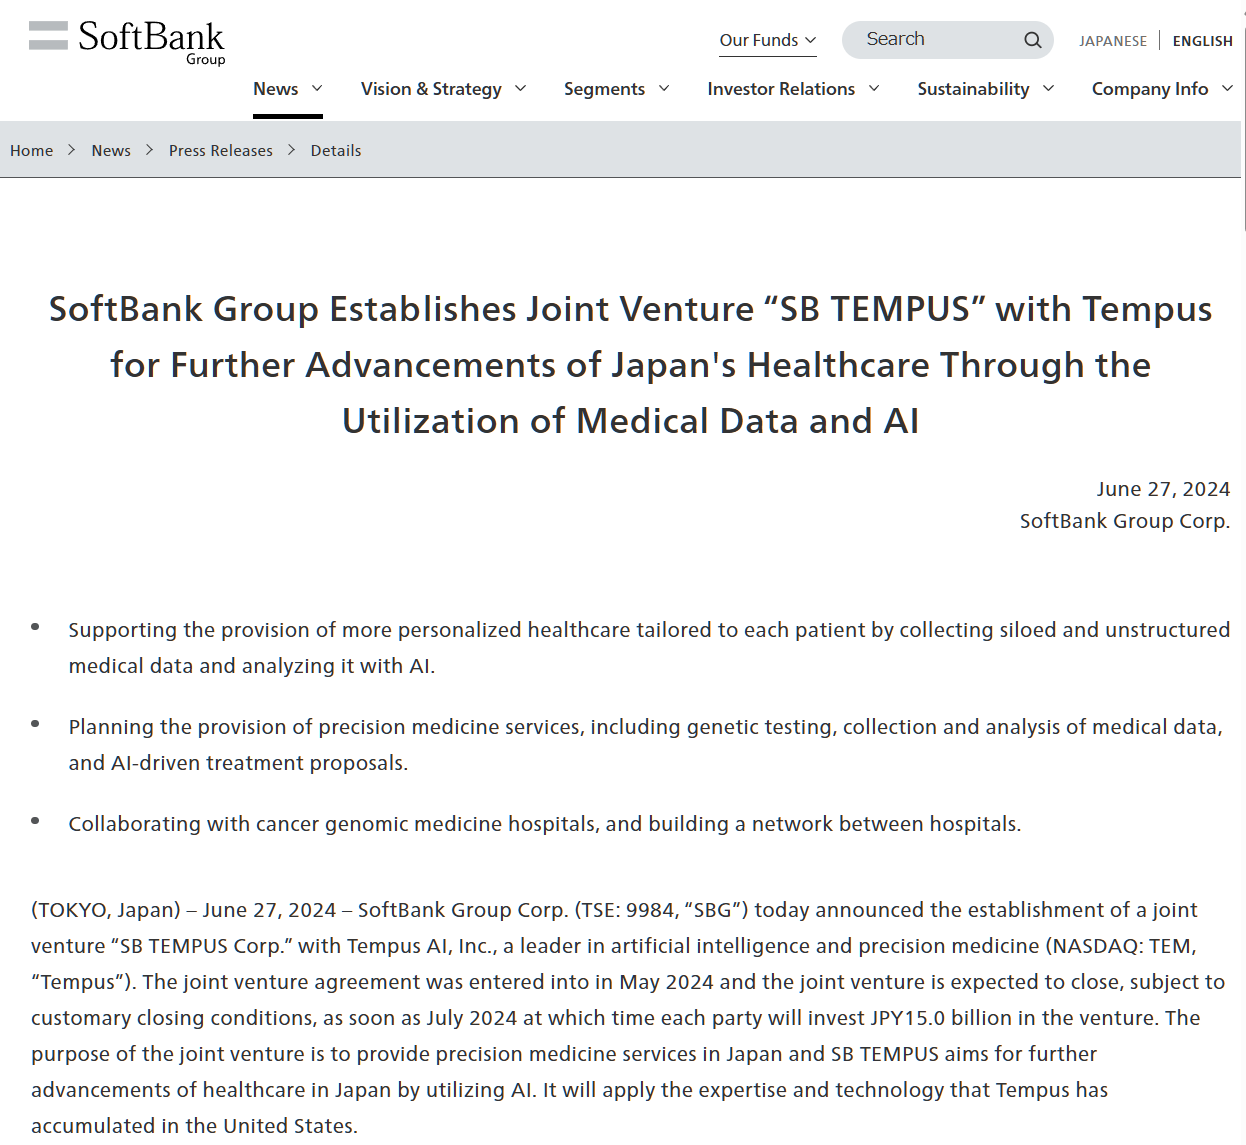 SoftBank
Group
Our Funds
Search
JAPANESE
ENGLISH
News
Vision & Strategy
Segments
Investor Relations
Sustainability
Company Info
Home
News
Press Releases
Details
SoftBank Group Establishes Joint Venture “SB TEMPUS” with Tempus
for Further Advancements of Japan's Healthcare Through the
Utilization of Medical Data and AI
June 27, 2024
SoftBank Group Corp.
• Supporting the provision of more personalized healthcare tailored to each patient by collecting siloed and unstructured
medical data and analyzing it with AI.
• Planning the provision of precision medicine services, including genetic testing, collection and analysis of medical data,
and AI-driven treatment proposals.
• Collaborating with cancer genomic medicine hospitals, and building a network between hospitals.
(TOKYO, Japan) – June 27, 2024 – SoftBank Group Corp. (TSE: 9984, “SBG”) today announced the establishment of a joint
venture “SB TEMPUS Corp.” with Tempus AI, Inc., a leader in artificial intelligence and precision medicine (NASDAQ: TEM,
“Tempus”). The joint venture agreement was entered into in May 2024 and the joint venture is expected to close, subject to
customary closing conditions, as soon as July 2024 at which time each party will invest JPY15.0 billion in the venture. The
purpose of the joint venture is to provide precision medicine services in Japan and SB TEMPUS aims for further
advancements of healthcare in Japan by utilizing AI. It will apply the expertise and technology that Tempus has
accumulated in the United States.